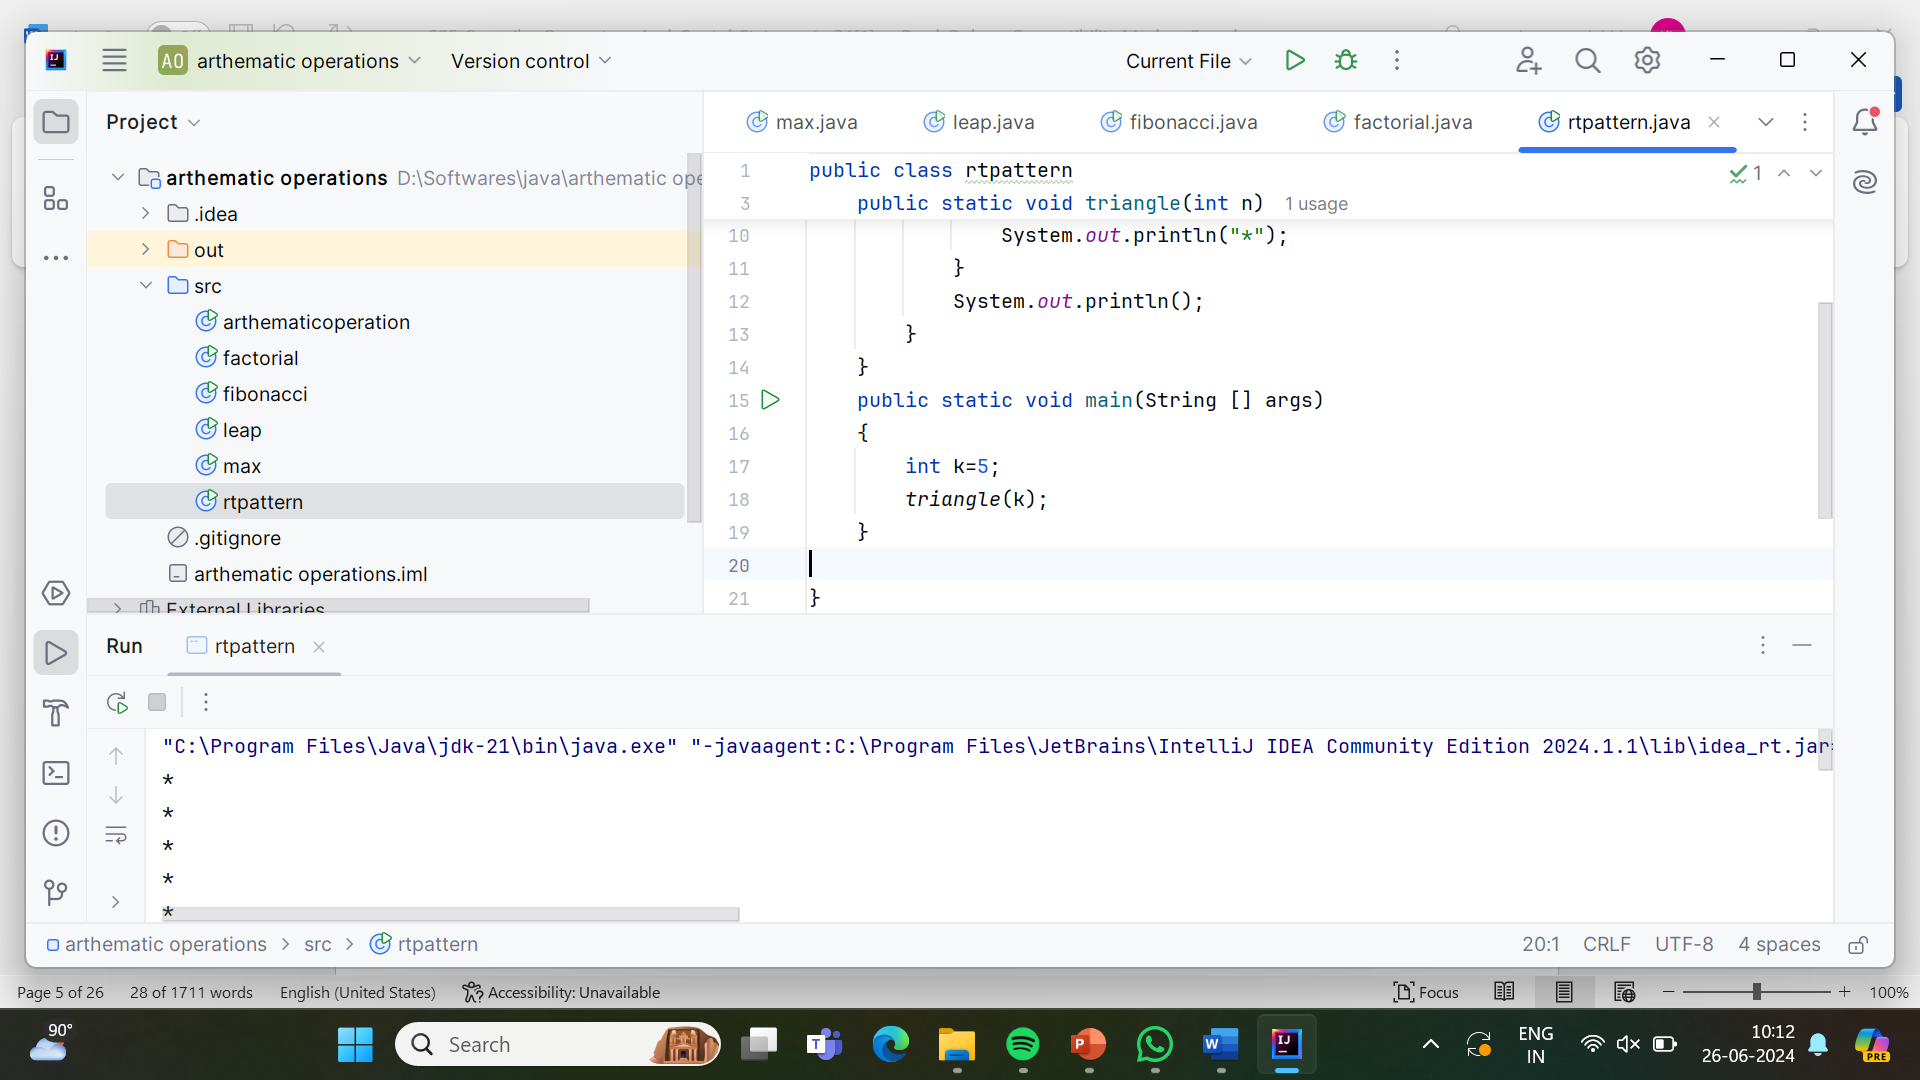 AO arthematic operations Version control Current File
Project
max.java leap.java fibonacci.java factorial.java rtpattern.java
arthematic operations D:\Softwares\java\arthematic ope
.idea
out
src
arthematicoperation
factorial
fibonacci
leap
max
rtpattern
.gitignore
arthematic operations.iml
External Libraries
1 public class rtpattern
3 public static void triangle(int n) 1 usage
1
10 System.out.println("*");
11 }
12 System.out.println();
13 }
14 }
15 public static void main(String [] args)
16 {
17 int k=5;
18 triangle(k);
19 }
20
21 }
Run rtpattern
"C:\Program Files\Java\jdk-21\bin\java.exe" "-javaagent:C:\Program Files\JetBrains\IntelliJ IDEA Community Edition 2024.1.1\lib\idea_rt.jar=
*
*
*
*
*
arthematic operations > src > rtpattern 20:1 CRLF UTF-8 4 spaces
Page 5 of 26 28 of 1711 words English (United States) Accessibility: Unavailable Focus 100%
90° Search ENG IN 10:12 26-06-2024 PRE